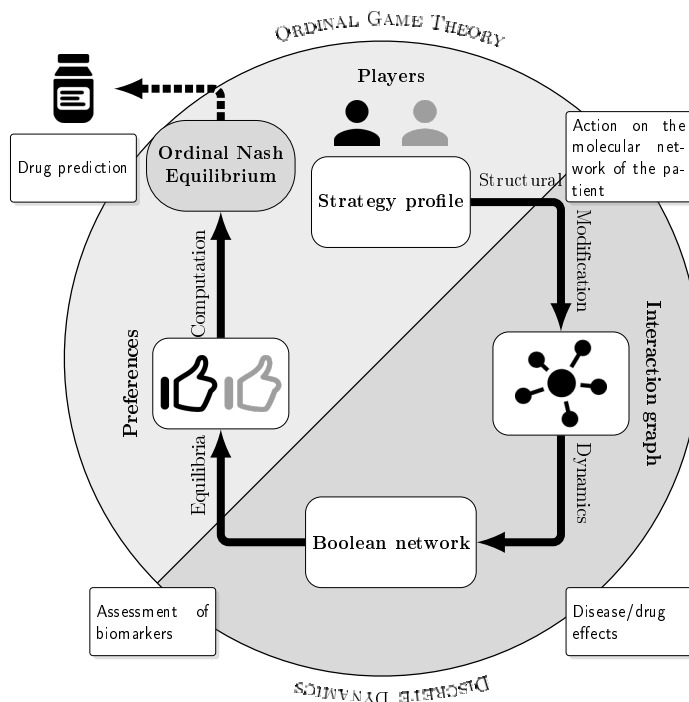 Ordinal Game Theory
Players
Action on the
molecular net-
work of the pa-
tient
Drug prediction
Ordinal Nash
Equilibrium
Strategy profile
Structural
Modification
Computation
Preferences
Interaction graph
Equilibria
Dynamics
Boolean network
Assessment of
biomarkers
Disease/drug
effects
Discrete Dynamics